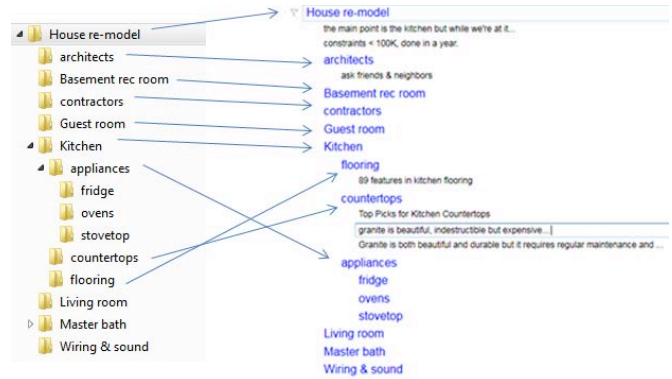 House re-model
architects
Basement rec room
contractors
Guest room
Kitchen
appliances
fridge
ovens
stovetop
countertops
flooring
Living room
Master bath
Wiring & sound
House re-model
the main point is the kitchen but while we're at it...
constraints < 100K, done in a year.
architects
ask friends & neighbors
Basement rec room
contractors
Guest room
Kitchen
flooring
89 features in kitchen flooring
countertops
Top Picks for Kitchen Countertops
granite is beautiful, indestructible but expensive...
Granite is both beautiful and durable but it requires regular maintenance and ...
appliances
fridge
ovens
stovetop
Living room
Master bath
Wiring & sound